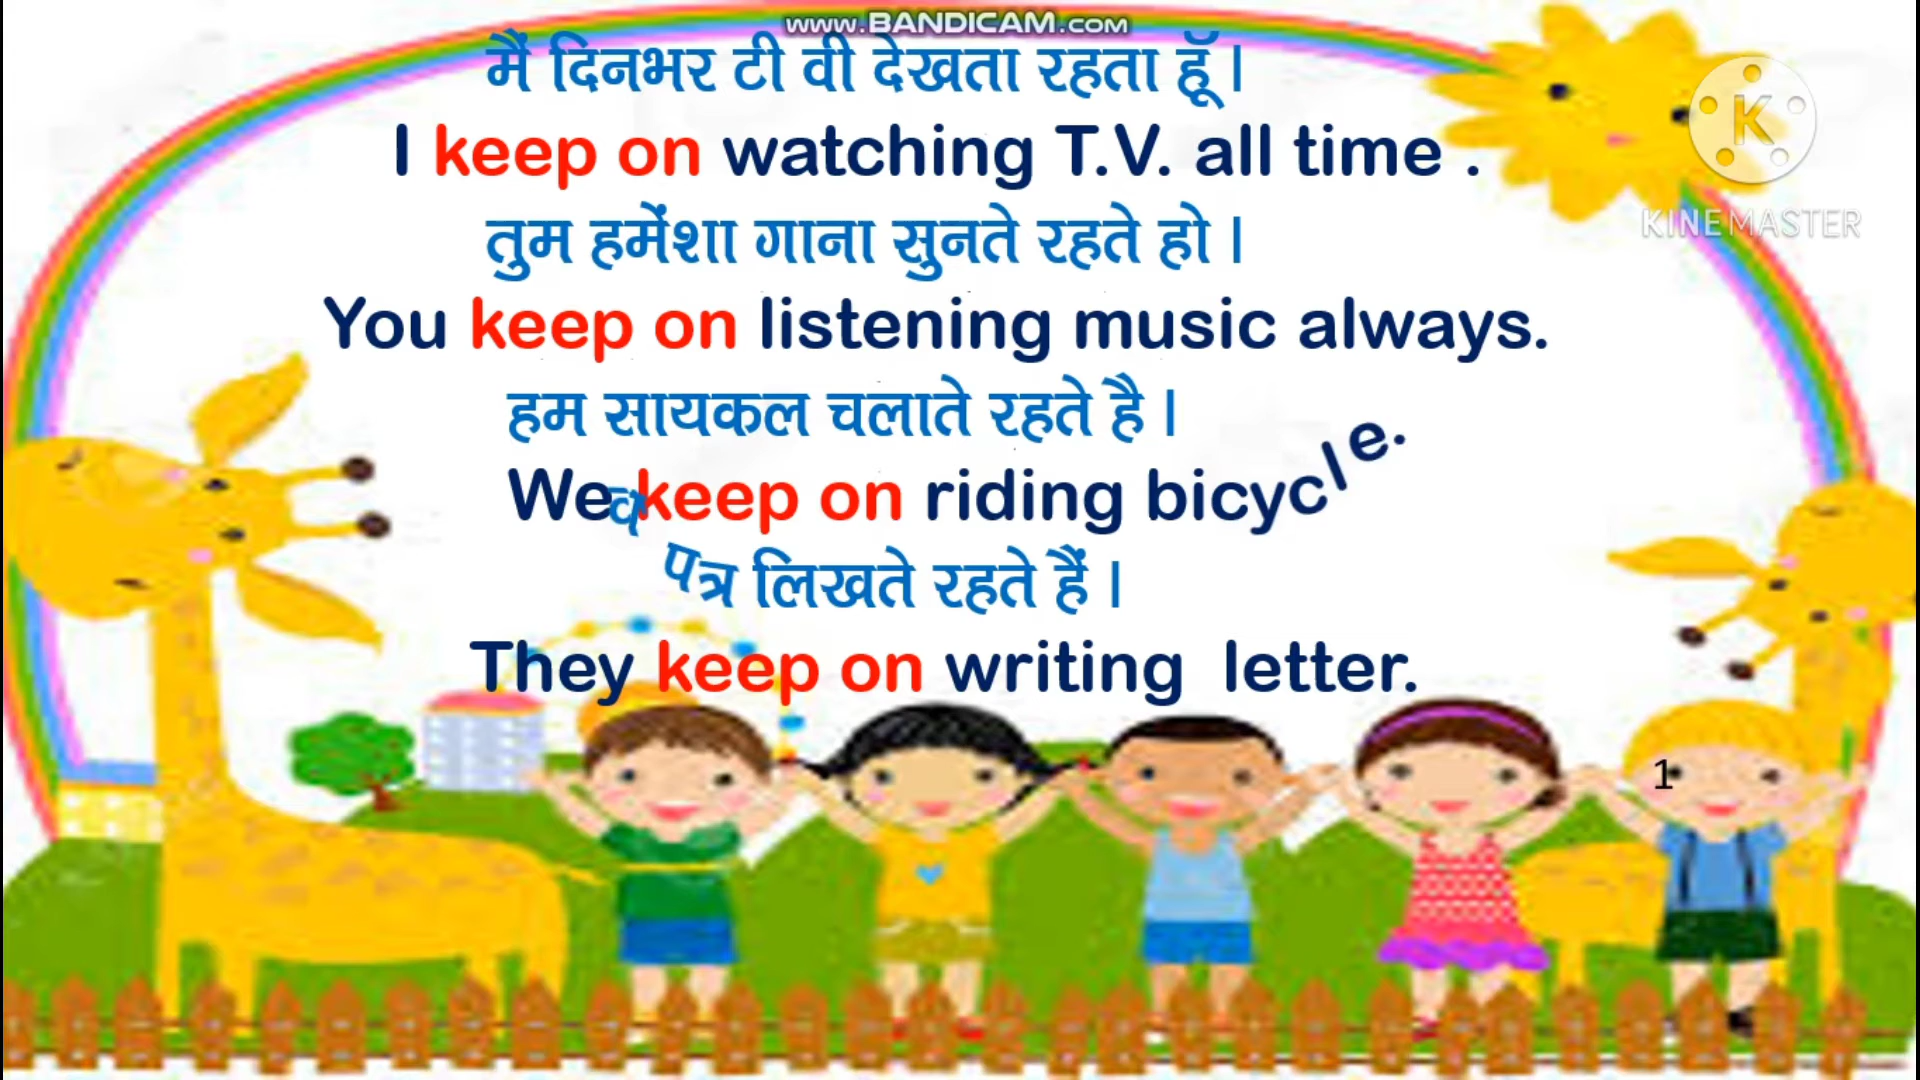 www.BANDICAM.com
मैं दिनभर टी वी देखता रहता हूॅ ।
I keep on watching T.V. all time .
K
KINEMASTER
तुम हमेंशा गाना सुनते रहते हो ।
You keep on listening music always.
हम सायकल चलाते रहते है ।
We keep on riding bicycle.
पत्र लिखते रहते हैं ।
They keep on writing letter.
1